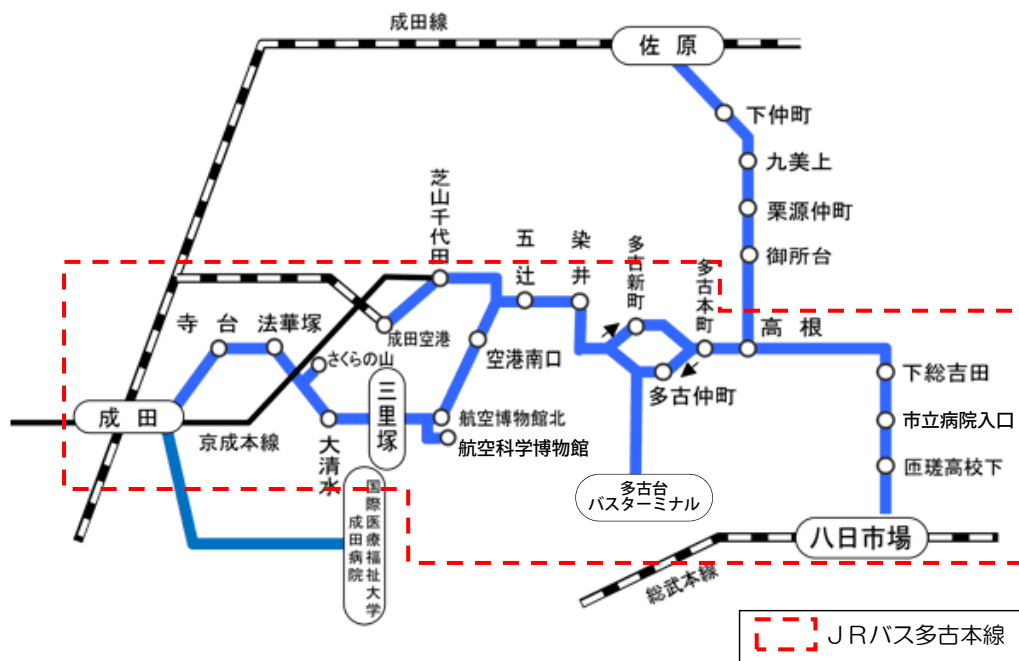 成田線
佐原
下仲町
九美上
栗源仲町
御所台
芝山千代田
五辻
染井
多古新町
多古本町
高根
寺台
法華塚
さくらの山
成田空港
空港南口
三里塚
航空博物館北
航空科学博物館
多古仲町
下総吉田
市立病院入口
匝瑳高校下
成田
京成本線
大清水
国際医療福祉大学
成田病院
多古台
バスターミナル
八日市場
総武本線
JRバス多古本線